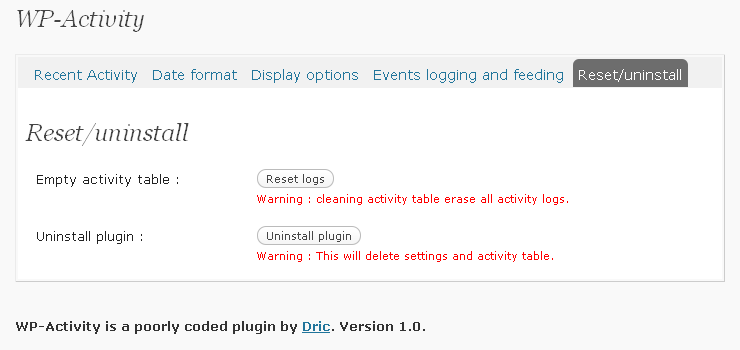 WP-Activity
Recent Activity Date format Display options Events logging and feeding Reset/uninstall
Reset/uninstall
Empty activity table : Reset logs
Warning : cleaning activity table erase all activity logs.
Uninstall plugin : Uninstall plugin
Warning : This will delete settings and activity table.
WP-Activity is a poorly coded plugin by Dric. Version 1.0.